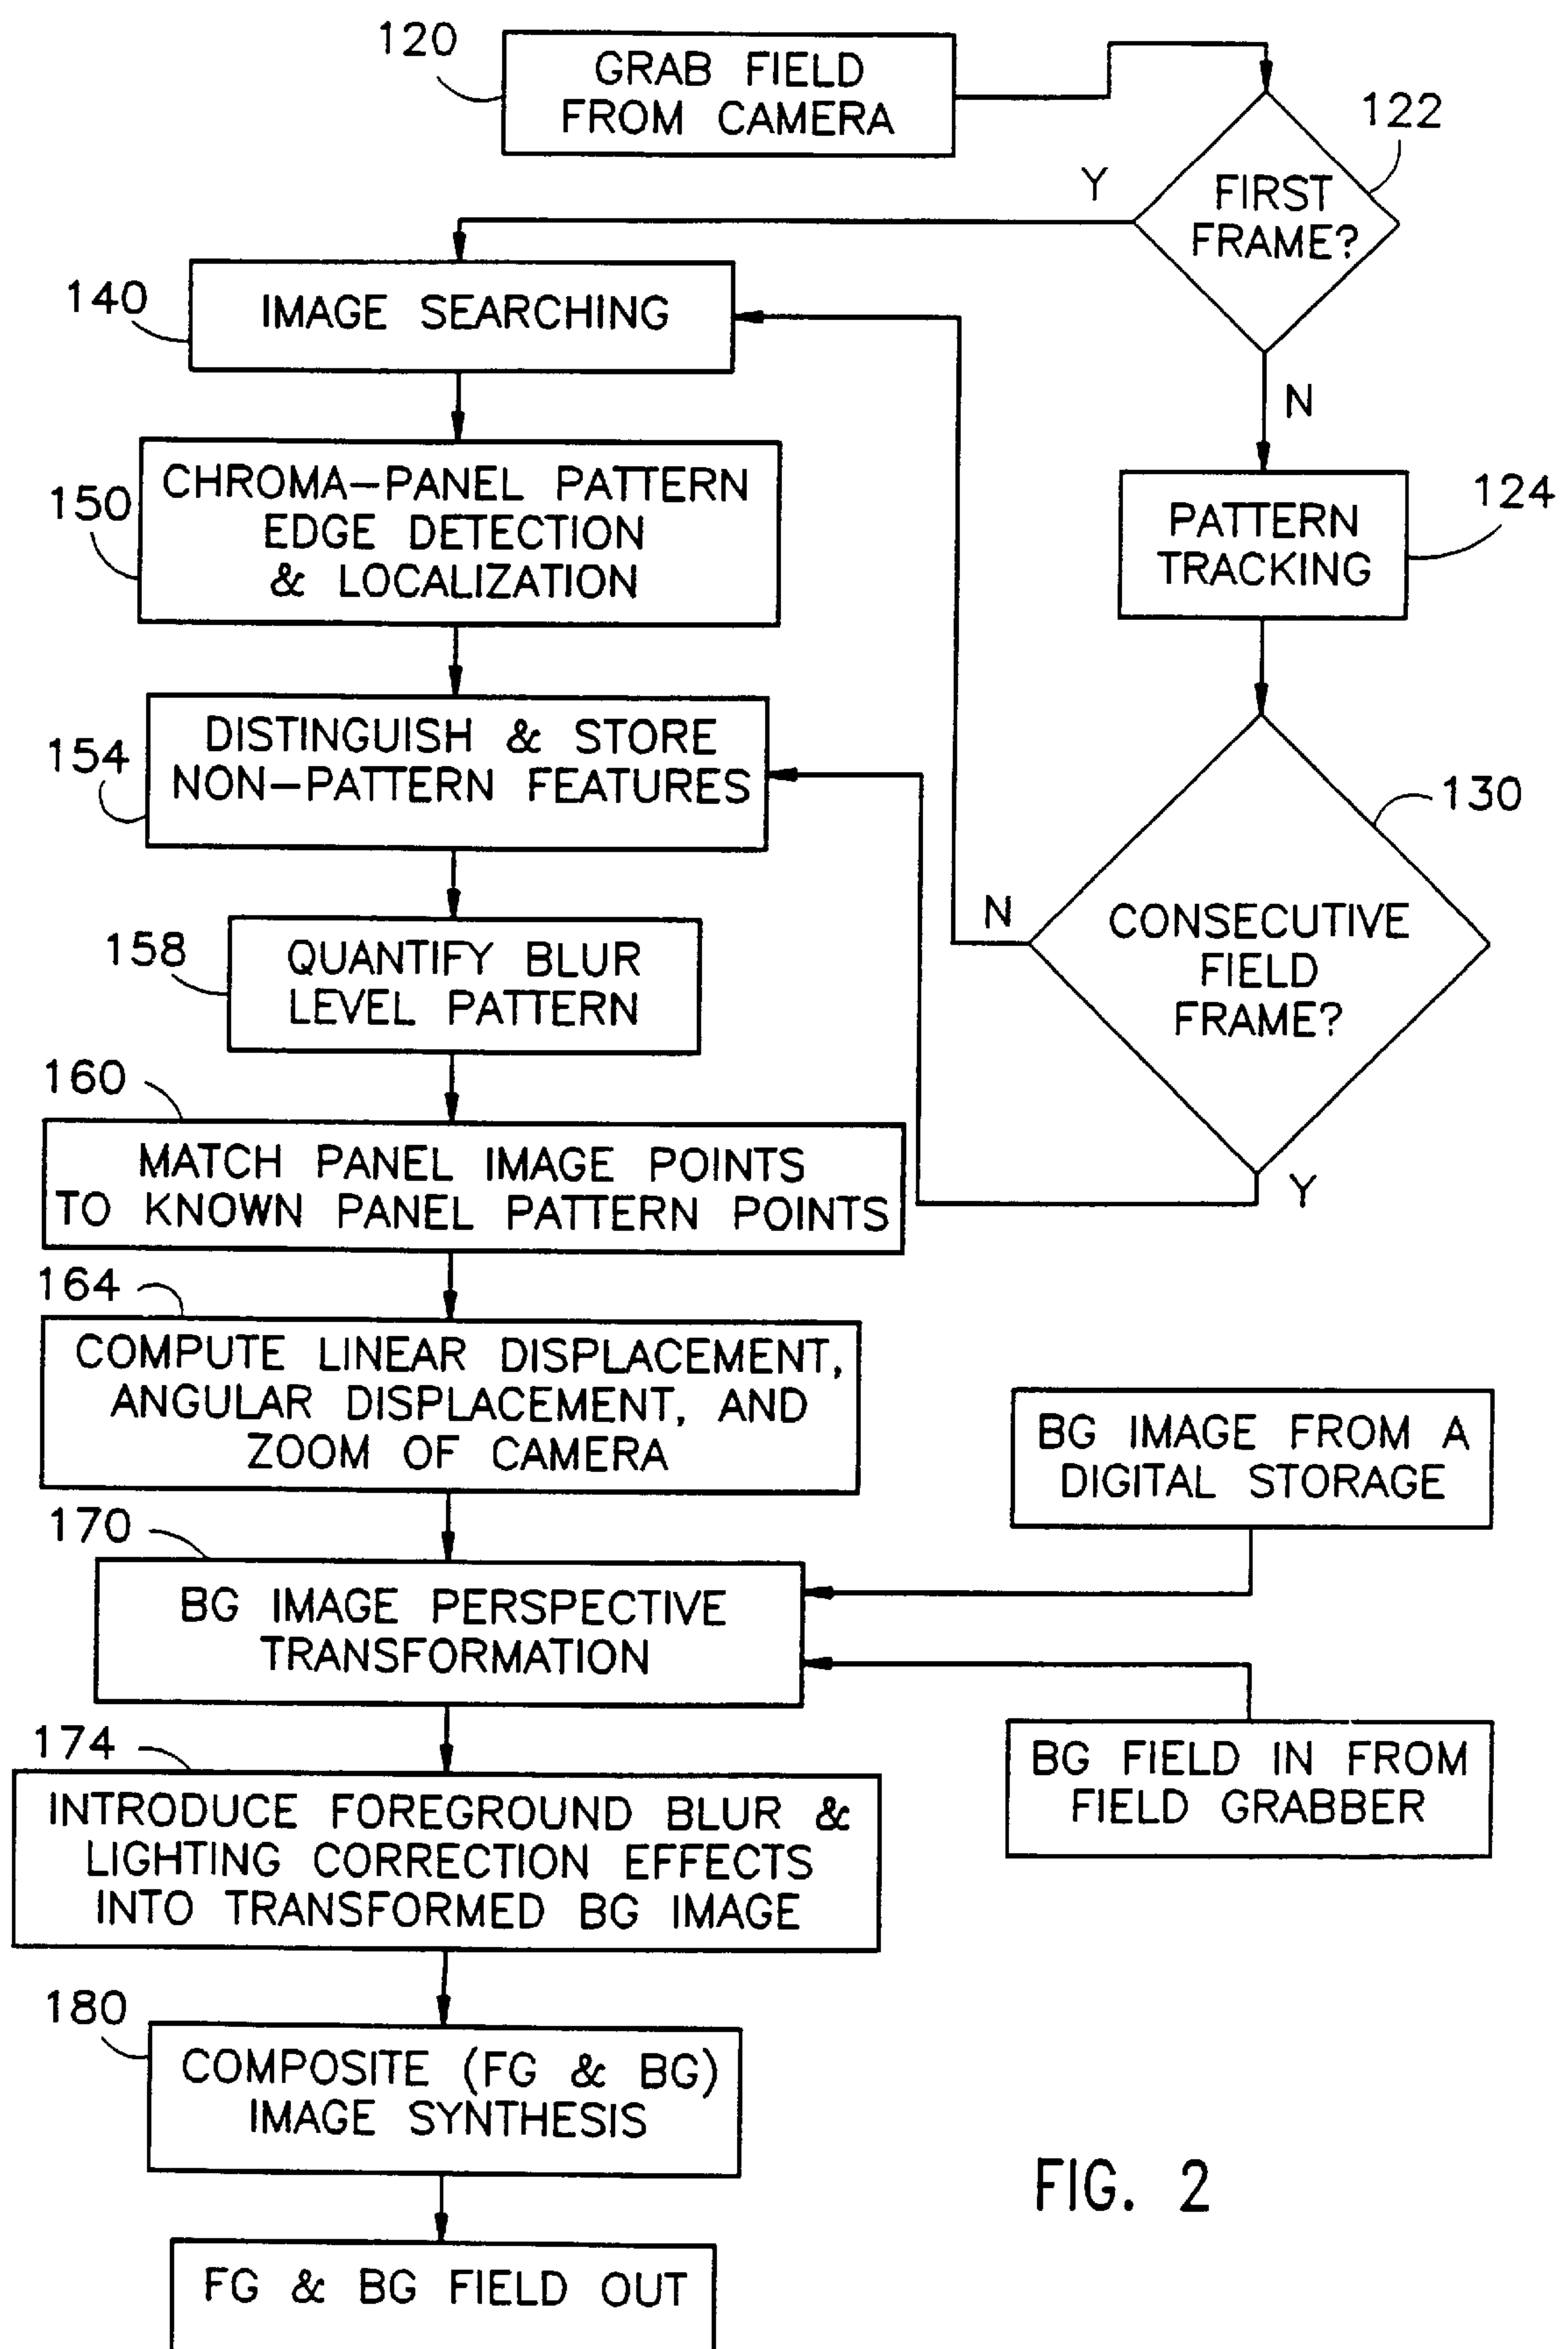 120
GRAB FIELD
FROM CAMERA
122
Y
FIRST
FRAME?
140
IMAGE SEARCHING
N
150
CHROMA-PANEL PATTERN
EDGE DETECTION
& LOCALIZATION
124
PATTERN
TRACKING
154
DISTINGUISH & STORE
NON-PATTERN FEATURES
130
N
CONSECUTIVE
FIELD
FRAME?
158
QUANTIFY BLUR
LEVEL PATTERN
160
MATCH PANEL IMAGE POINTS
TO KNOWN PANEL PATTERN POINTS
Y
164
COMPUTE LINEAR DISPLACEMENT,
ANGULAR DISPLACEMENT, AND
ZOOM OF CAMERA
BG IMAGE FROM A
DIGITAL STORAGE
170
BG IMAGE PERSPECTIVE
TRANSFORMATION
BG FIELD IN FROM
FIELD GRABBER
174
INTRODUCE FOREGROUND BLUR &
LIGHTING CORRECTION EFFECTS
INTO TRANSFORMED BG IMAGE
180
COMPOSITE (FG & BG)
IMAGE SYNTHESIS
FIG. 2
FG & BG FIELD OUT